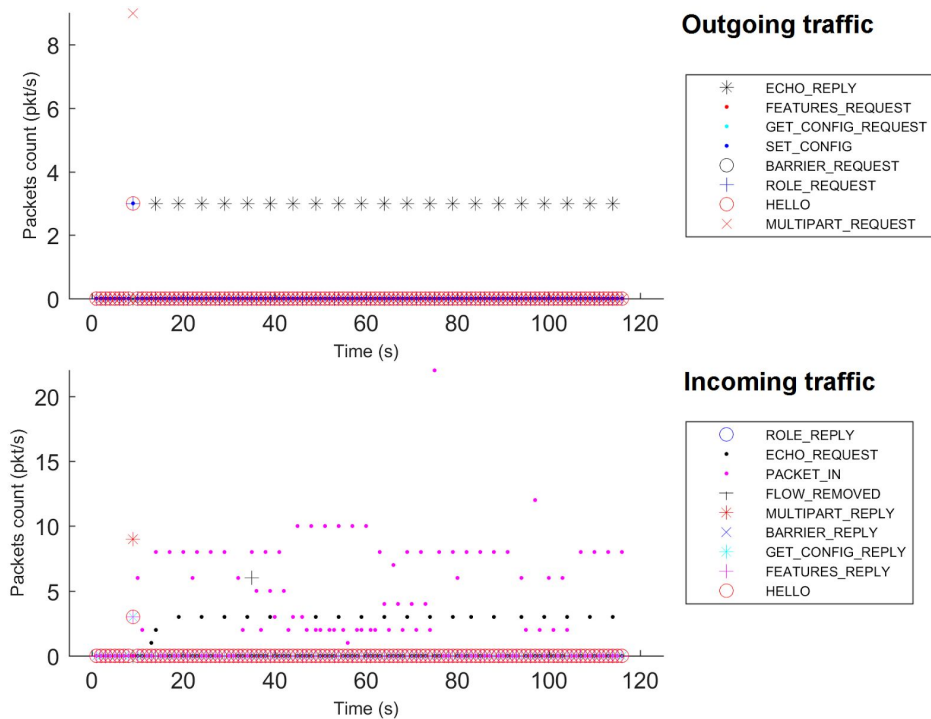 Outgoing traffic
Packets count (pkt/s)
8
6
4
2
0
0 20 40 60 80 100 120
Time (s)
ECHO_REPLY
FEATURES_REQUEST
GET_CONFIG_REQUEST
SET_CONFIG
BARRIER_REQUEST
ROLE_REQUEST
HELLO
MULTIPART_REQUEST
Incoming traffic
Packets count (pkt/s)
20
15
10
5
0
0 20 40 60 80 100 120
Time (s)
ROLE_REPLY
ECHO_REQUEST
PACKET_IN
FLOW_REMOVED
MULTIPART_REPLY
BARRIER_REPLY
GET_CONFIG_REPLY
FEATURES_REPLY
HELLO